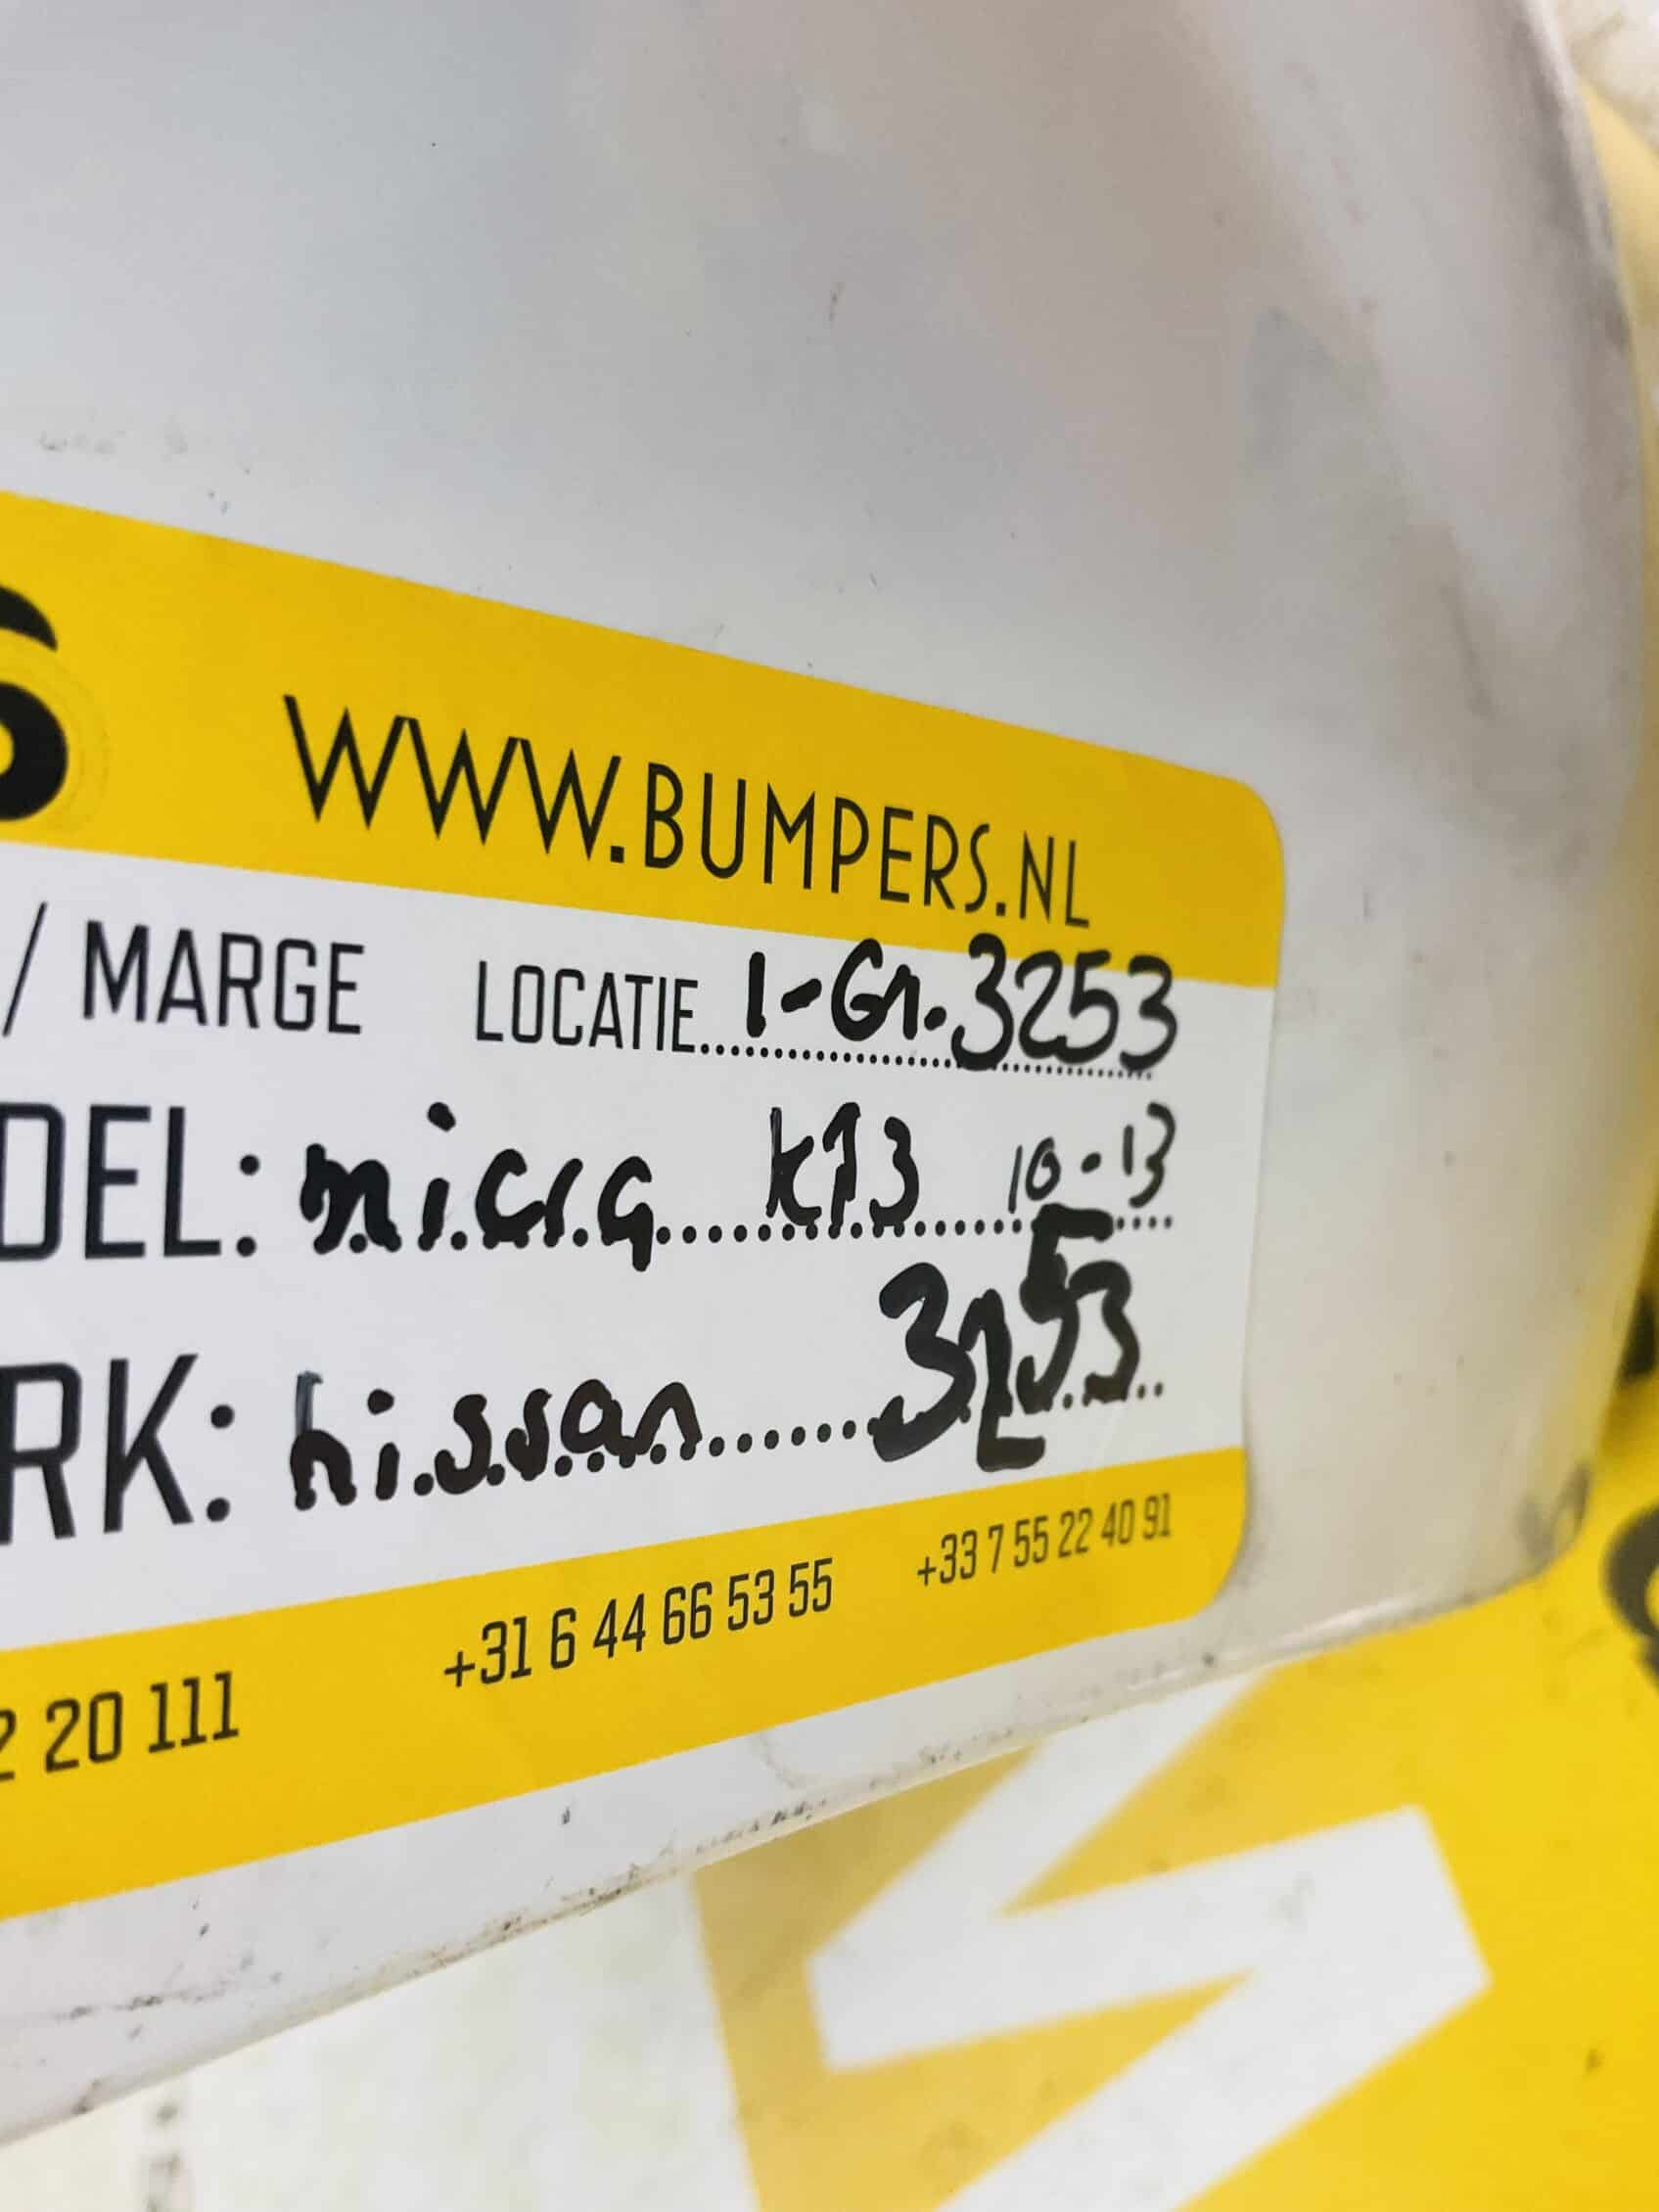 S WWW.BUMPERS.NL
/ MARGE LOCATIE 1-Gr. 3253
DEL: micra k13 10-13
RK: nissan 3253
2 20 111 +31 6 44 66 53 55 +33 7 55 22 40 91